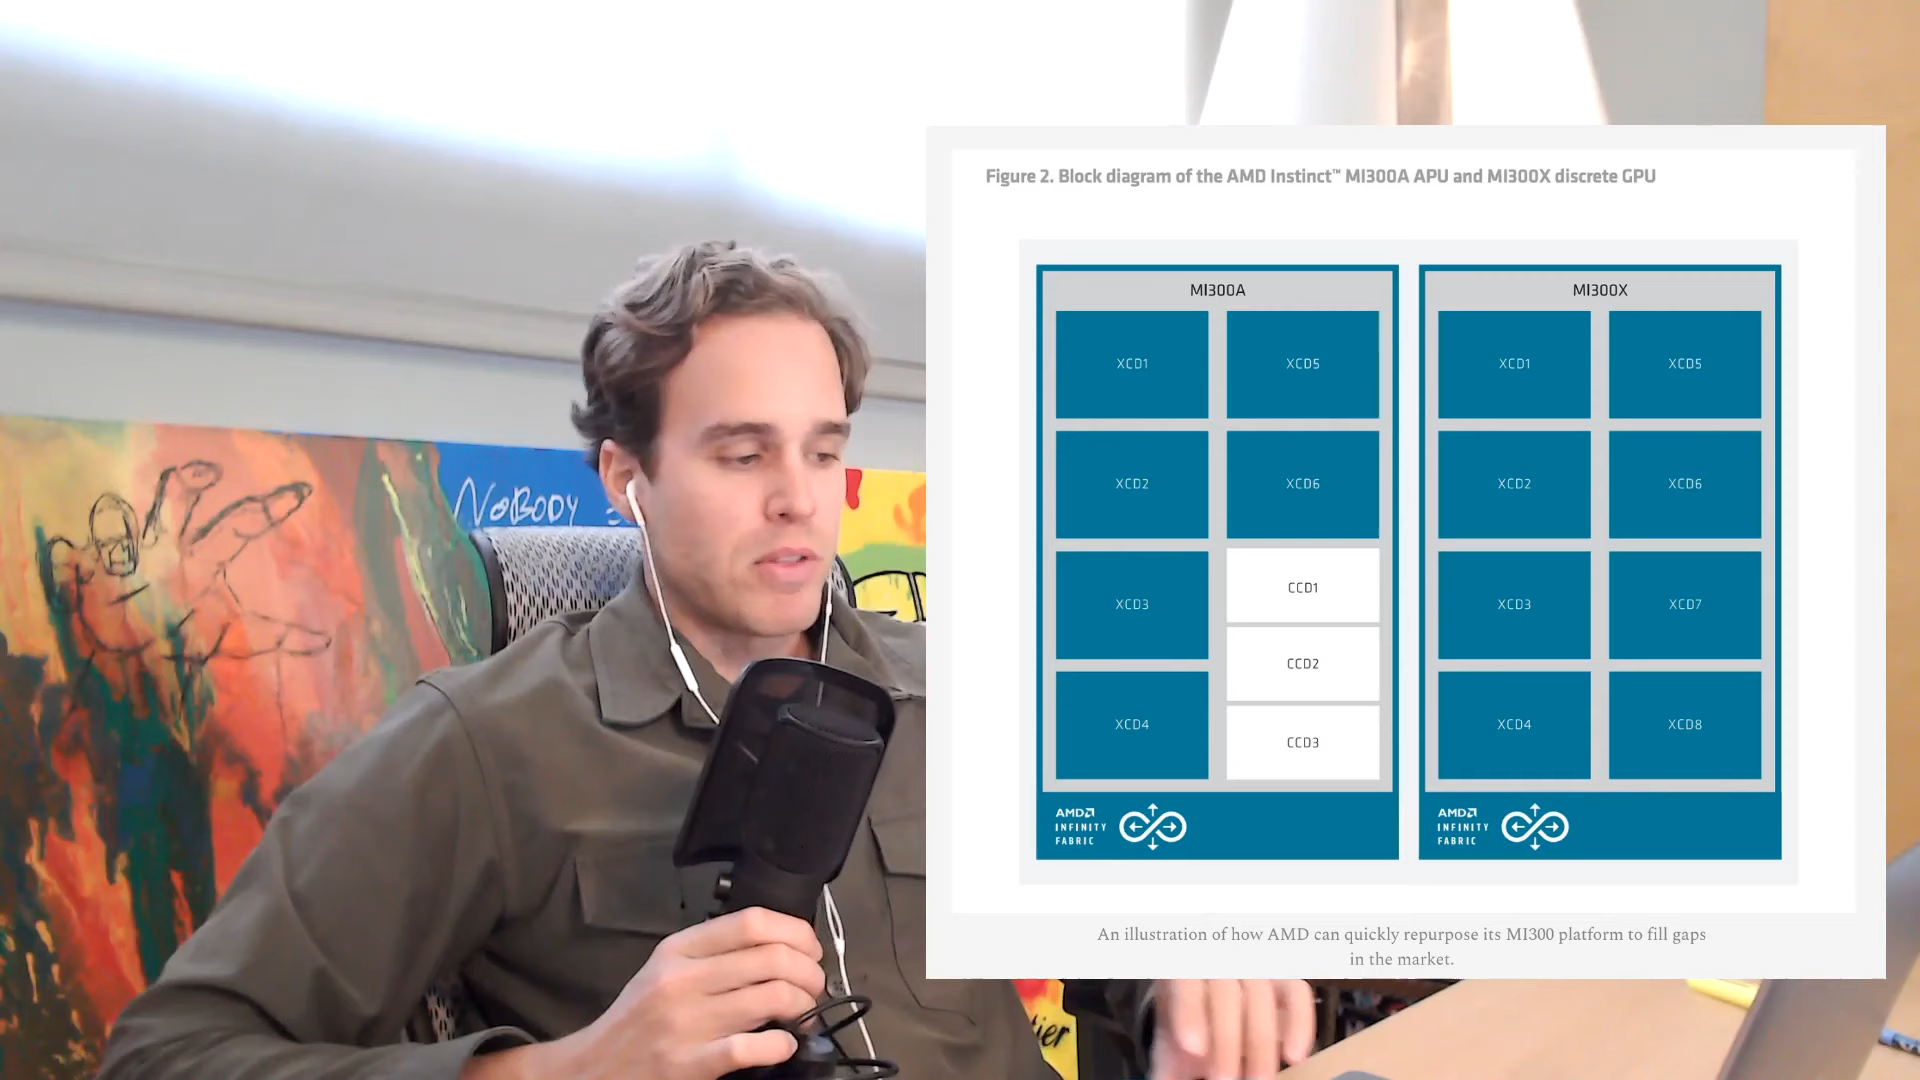 Figure 2. Block diagram of the AMD Instinct™ MI300A APU and MI300X discrete GPU
MI300A
XCD1
XCD5
XCD2
XCD6
XCD3
CCD1
CCD2
XCD4
CCD3
AMD
INFINITY
FABRIC
MI300X
XCD1
XCD5
XCD2
XCD6
XCD3
XCD7
XCD4
XCD8
AMD
INFINITY
FABRIC
An illustration of how AMD can quickly repurpose its MI300 platform to fill gaps
in the market.
NOBODY